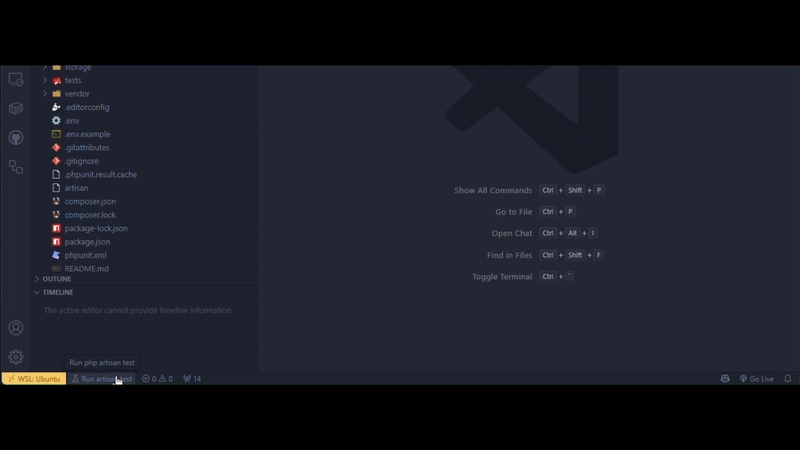 storage
tests
vendor
.editorconfig
.env
.env.example
.gitattributes
.gitignore
.phpunit.result.cache
artisan
composer.json
composer.lock
package-lock.json
package.json
phpunit.xml
README.md
OUTLINE
TIMELINE
The active editor cannot provide timeline information.
Show All Commands Ctrl + Shift + P
Go to File Ctrl + P
Open Chat Ctrl + Alt + I
Find in Files Ctrl + Shift + F
Toggle Terminal Ctrl + `
Run php artisan test
WSL: Ubuntu Run artisan test 0 0 14 Go Live